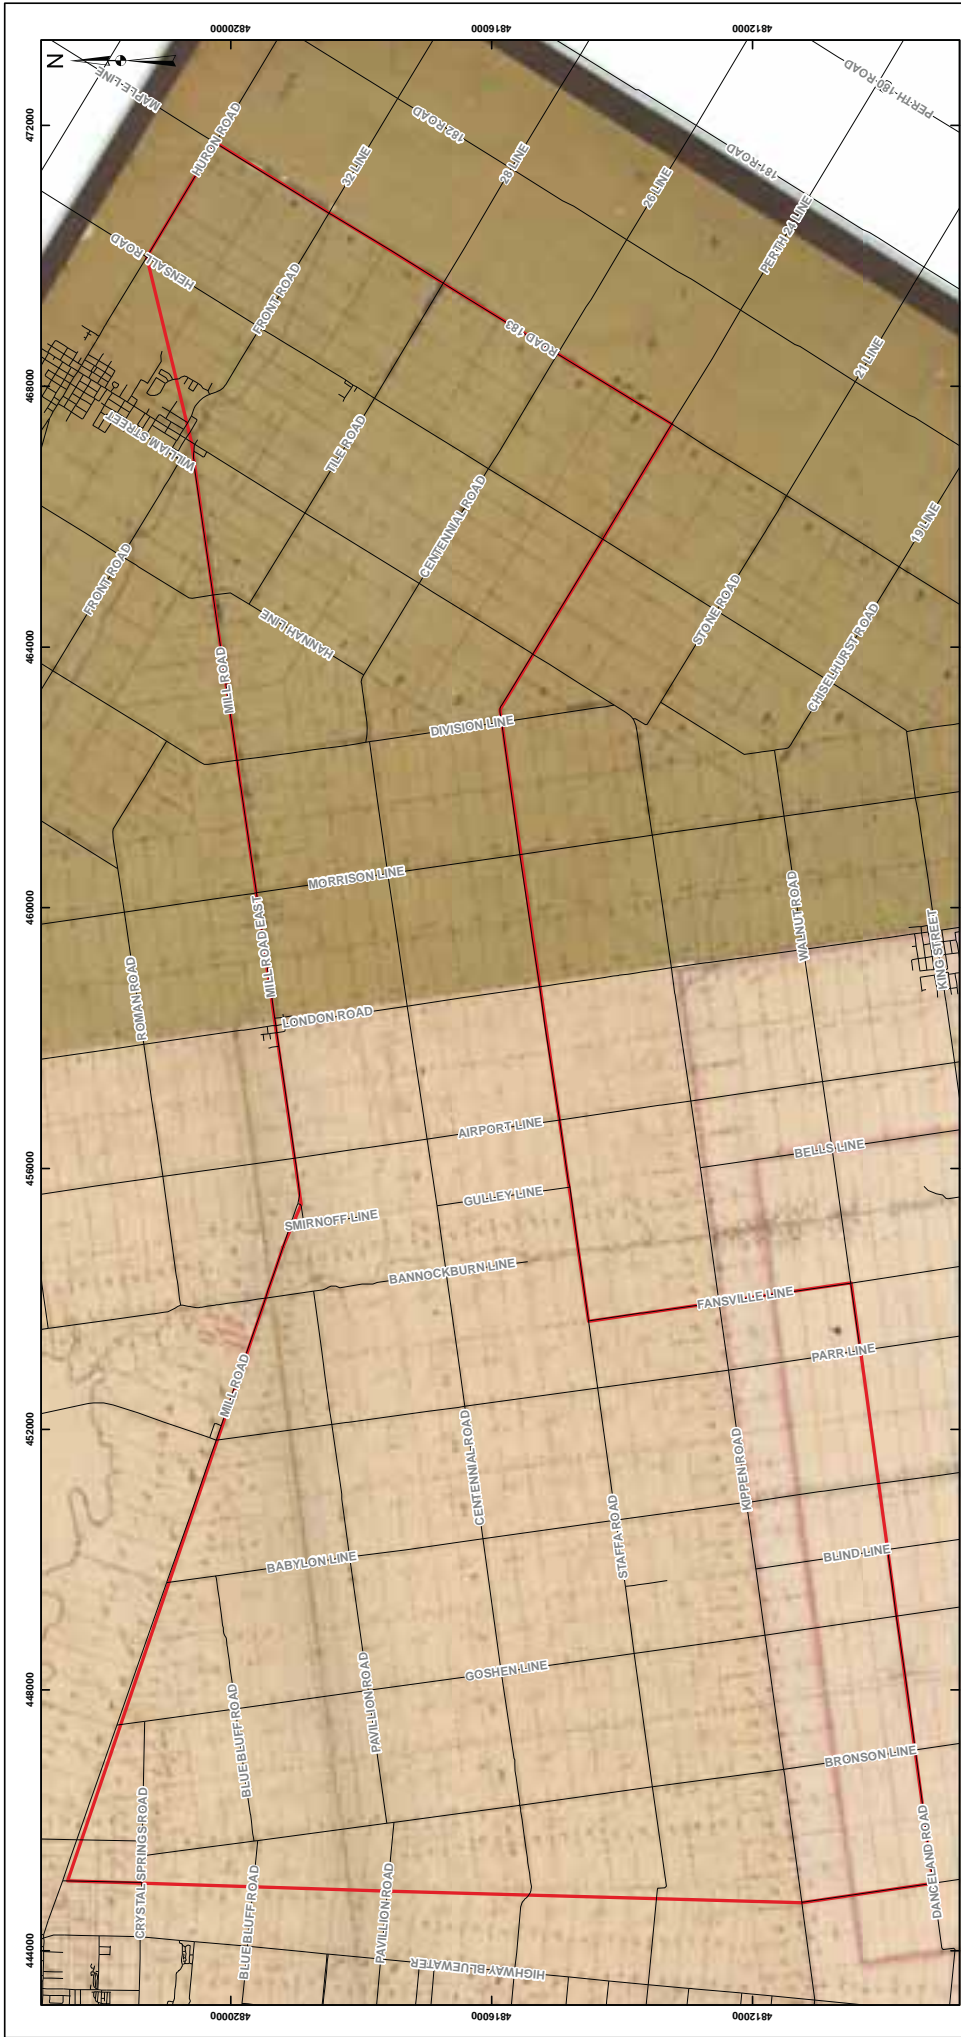 4820000
4816000
4812000
N
472000
468000
464000
460000
456000
452000
448000
444000
MAPLE LINE
HURON ROAD
182 ROAD
PERTH 180 ROAD
181 ROAD
32 LINE
28 LINE
26 LINE
PERTH 24 LINE
HENSALL ROAD
FRONT ROAD
ROAD 183
21 LINE
WILLIAM STREET
TILE ROAD
CENTENNIAL ROAD
19 LINE
FRONT ROAD
HANNAH LINE
STONE ROAD
CHISELHURST ROAD
MILL ROAD
DIVISION LINE
MORRISON LINE
MILL ROAD EAST
WALNUT ROAD
KING STREET
ROMAN ROAD
LONDON ROAD
AIRPORT LINE
BELLS LINE
GULLEY LINE
SMIRNOFF LINE
BANNOCKBURN LINE
FANSVILLE LINE
PARR LINE
MILL ROAD
CENTENNIAL ROAD
KIPPEN ROAD
STAFFA ROAD
BABYLON LINE
BLIND LINE
GOSHEN LINE
PAVILLION ROAD
BLUE BLUFF ROAD
BRONSON LINE
CRYSTAL SPRINGS ROAD
DANCELAND ROAD
BLUE BLUFF ROAD
PAVILLION ROAD
HIGHWAY BLUEWATER
4820000
4816000
4812000